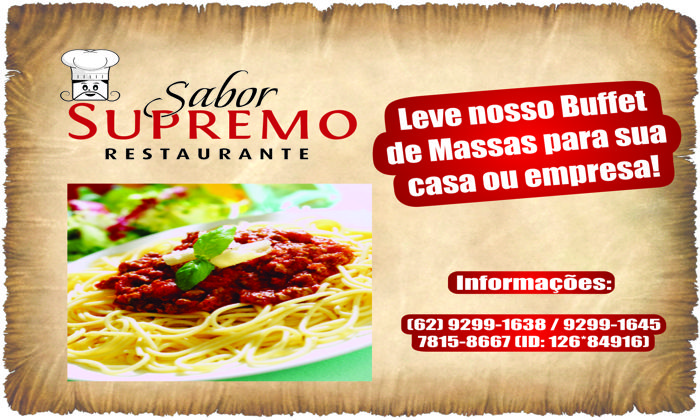 Sabor
SUPREMO
RESTAURANTE
Leve nosso Buffet
de Massas para sua
casa ou empresa!
Informações:
(62) 9299-1638 / 9299-1645
7815-8667 (ID: 126*84916)